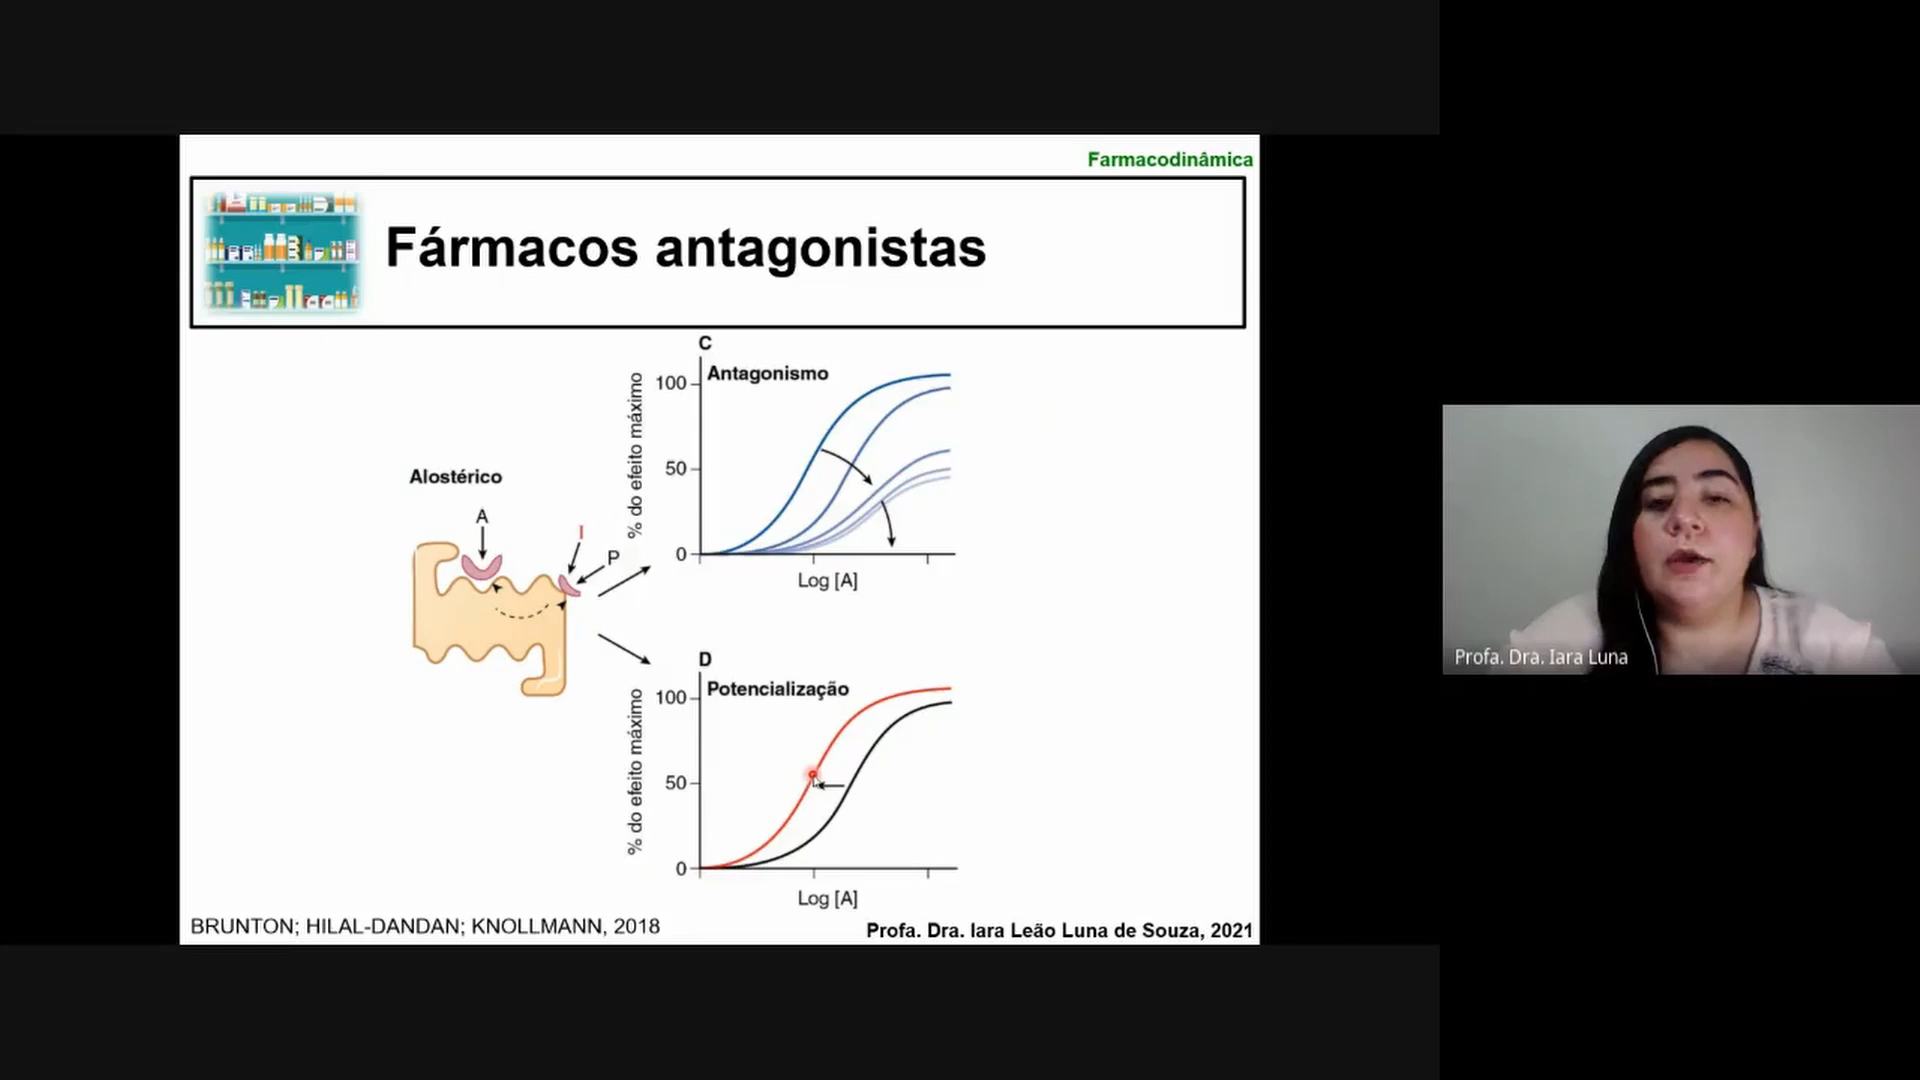 Farmacodinâmica
Fármacos antagonistas
C
Antagonismo
% do efeito máximo
100
50
0
Log [A]
Alostérico
A
I
P
D
Potencialização
% do efeito máximo
100
50
0
Log [A]
BRUNTON; HILAL-DANDAN; KNOLLMANN, 2018
Profa. Dra. Iara Leão Luna de Souza, 2021
Profa. Dra. Iara Luna